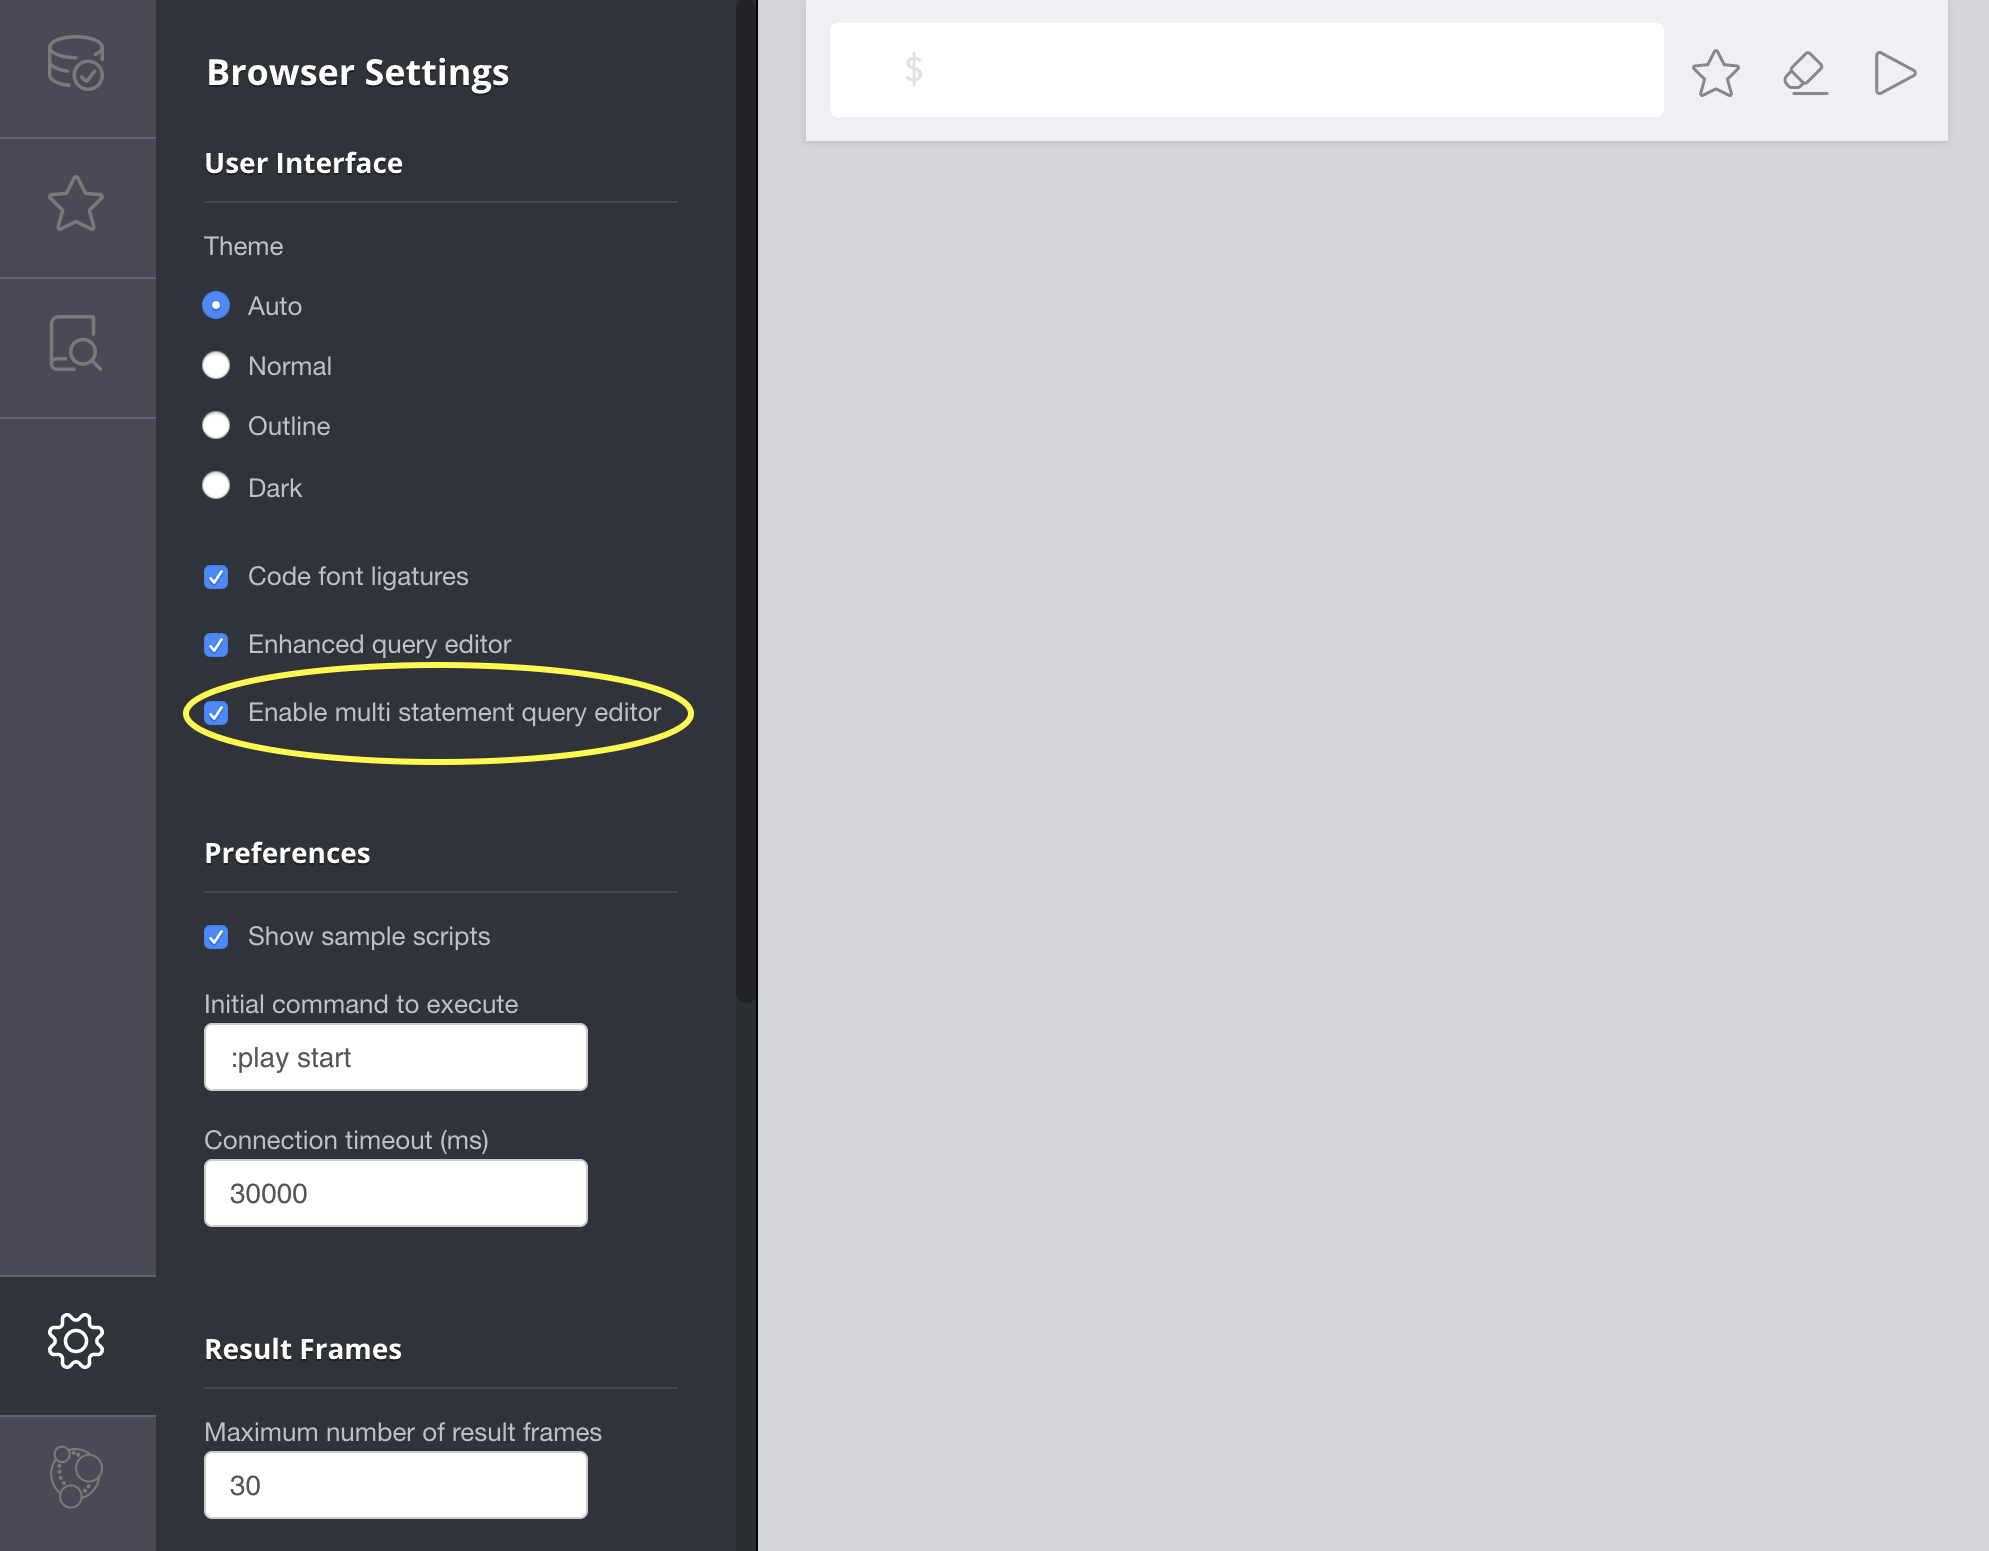 Browser Settings
$
User Interface
Theme
Auto
Normal
Outline
Dark
Code font ligatures
Enhanced query editor
Enable multi statement query editor
Preferences
Show sample scripts
Initial command to execute
:play start
Connection timeout (ms)
30000
Result Frames
Maximum number of result frames
30